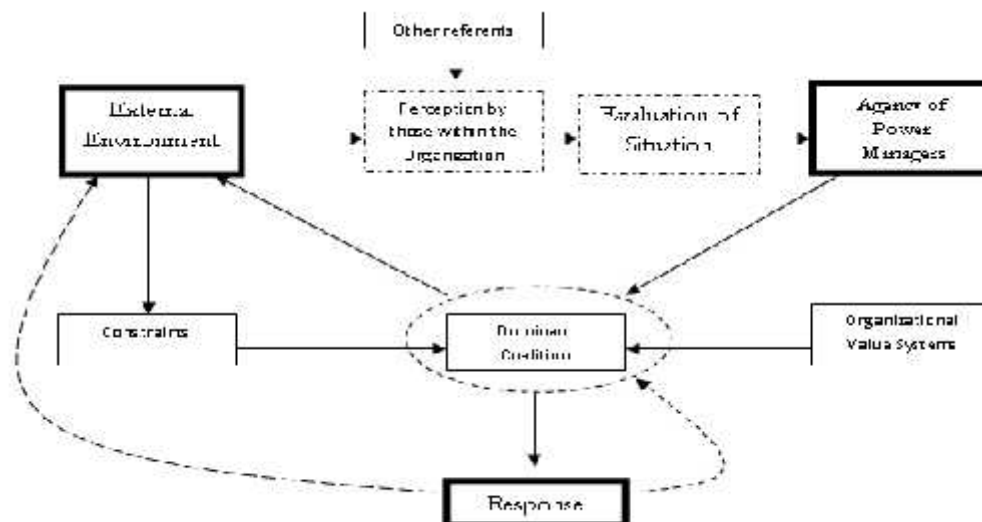 Other referents
External
Environment
Perception by
those within the
Organization
Evaluation of
Situation
Agency of
Power
Managers
Constraints
Dominant
Coalition
Organizational
Value Systems
Response